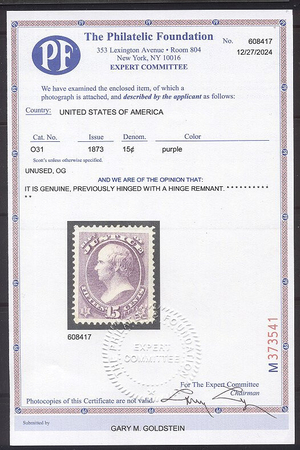 The Philatelic Foundation
353 Lexington Avenue • Room 804
New York, NY 10016
EXPERT COMMITTEE
No. 608417
12/27/2024
PF
We have examined the enclosed item, of which a
photograph is attached, and described by the applicant as follows:
Country: UNITED STATES OF AMERICA
Cat. No. Issue Denom. Color
O31 1873 15¢ purple
Scott's unless otherwise specified.
UNUSED, OG
AND WE ARE OF THE OPINION THAT:
IT IS GENUINE, PREVIOUSLY HINGED WITH A HINGE REMNANT. * * * * * * * * * *
* *
JUSTICE
15
FIFTEEN CENTS
608417
EXPERT
COMMITTEE
M 373541
For the Expert Committee
Chairman
Photocopies of this Certificate are not valid.
Submitted by
GARY M. GOLDSTEIN